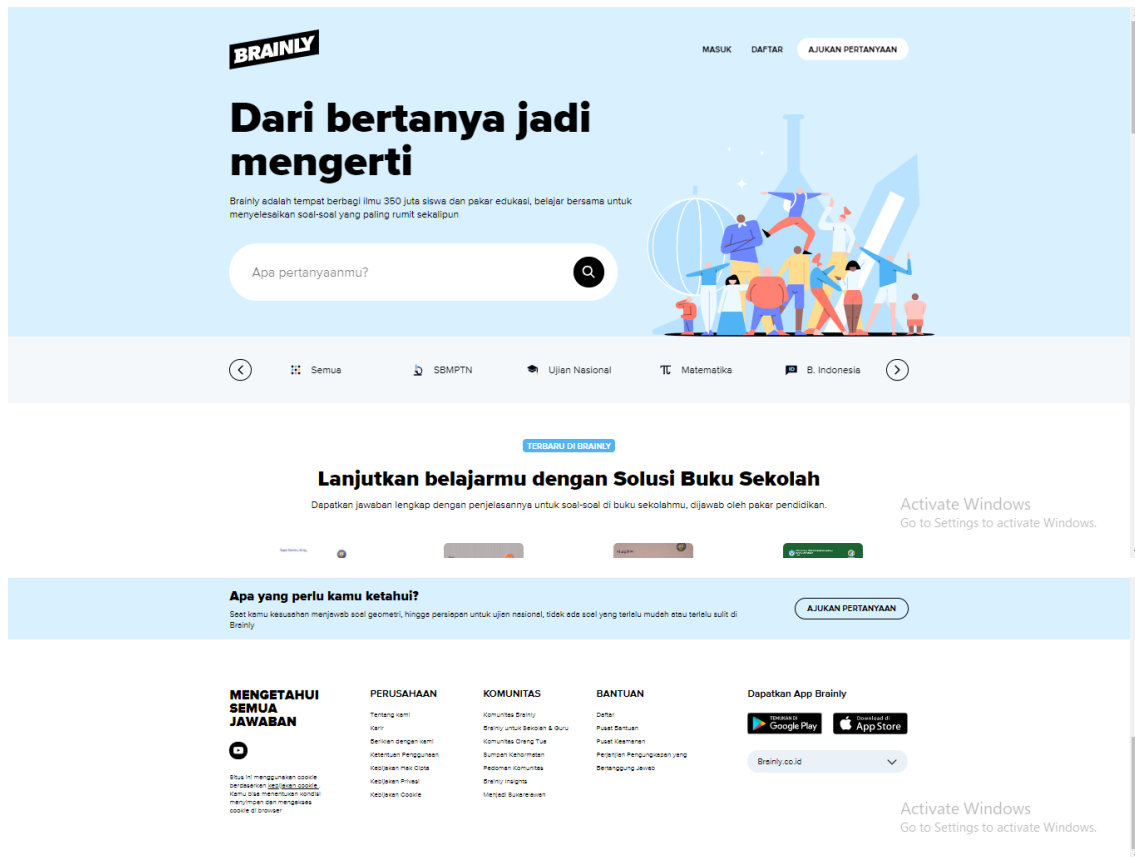 BRAINLY
MASUK DAFTAR AJUKAN PERTANYAAN
Dari bertanya jadi
mengerti
Brainly adalah tempat berbagi ilmu 350 juta siswa dan pakar edukasi, belajar bersama untuk
menyelesaikan soal-soal yang paling rumit sekalipun
Apa pertanyaanmu?
Semua SBMPTN Ujian Nasional Matematika B. Indonesia
TERBARU DI BRAINLY
Lanjutkan belajarmu dengan Solusi Buku Sekolah
Dapatkan jawaban lengkap dengan penjelasannya untuk soal-soal di buku sekolahmu, dijawab oleh pakar pendidikan.
Activate Windows
Go to Settings to activate Windows.
Apa yang perlu kamu ketahui?
Saat kamu kesusahan menjawab soal geometri, hingga persiapan untuk ujian nasional, tidak ada soal yang terlalu mudah atau terlalu sulit di
Brainly
AJUKAN PERTANYAAN
MENGETAHUI
SEMUA
JAWABAN
Situs ini menggunakan cookie
berdasarkan kebijakan cookie.
Kamu bisa menentukan kondisi
menyimpan dan mengakses
cookie di browser
PERUSAHAAN
Tentang kami
Karir
Beriklan dengan kami
Ketentuan Penggunaan
Kebijakan Hak Cipta
Kebijakan Privasi
Kebijakan Cookie
KOMUNITAS
Komunitas Brainly
Brainly untuk Sekolah & Guru
Komunitas Orang Tua
Sumpah Kehormatan
Pedoman Komunitas
Brainly Insights
Menjadi Sukarelawan
BANTUAN
Daftar
Pusat Bantuan
Pusat Keamanan
Perjanjian Pengungkapan yang
Bertanggung Jawab
Dapatkan App Brainly
TEMUKAN DI
Google Play
Download di
App Store
Brainly.co.id
Activate Windows
Go to Settings to activate Windows.